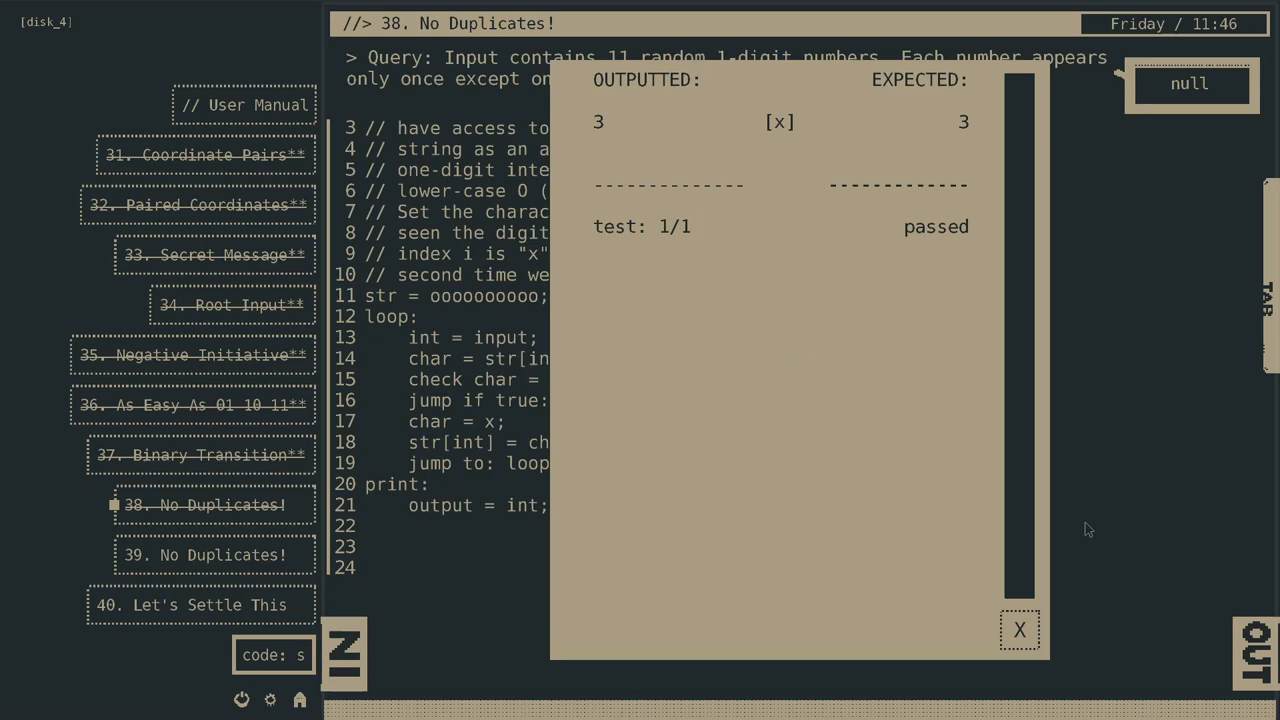 [disk_4]
//> 38. No Duplicates!
Friday / 11:46
> Query: Input contains 11 random 1-digit numbers. Each number appears
only once except on
null
// User Manual
31. Coordinate Pairs**
32. Paired Coordinates**
33. Secret Message**
34. Root Input**
35. Negative Initiative**
36. As Easy As 01 10 11**
37. Binary Transition**
38. No Duplicates!
39. No Duplicates!
40. Let's Settle This
code: s
3 // have access to
4 // string as an a
5 // one-digit inte
6 // lower-case O (
7 // Set the charac
8 // seen the digit
9 // index i is "x"
10 // second time we
11 str = oooooooooo;
12 loop:
13 int = input;
14 char = str[in
15 check char =
16 jump if true:
17 char = x;
18 str[int] = ch
19 jump to: loop
20 print:
21 output = int;
22
23
24
OUTPUTTED: EXPECTED:
3 [x] 3
-------------- -------------
test: 1/1 passed
X
TAB
IN
OUT